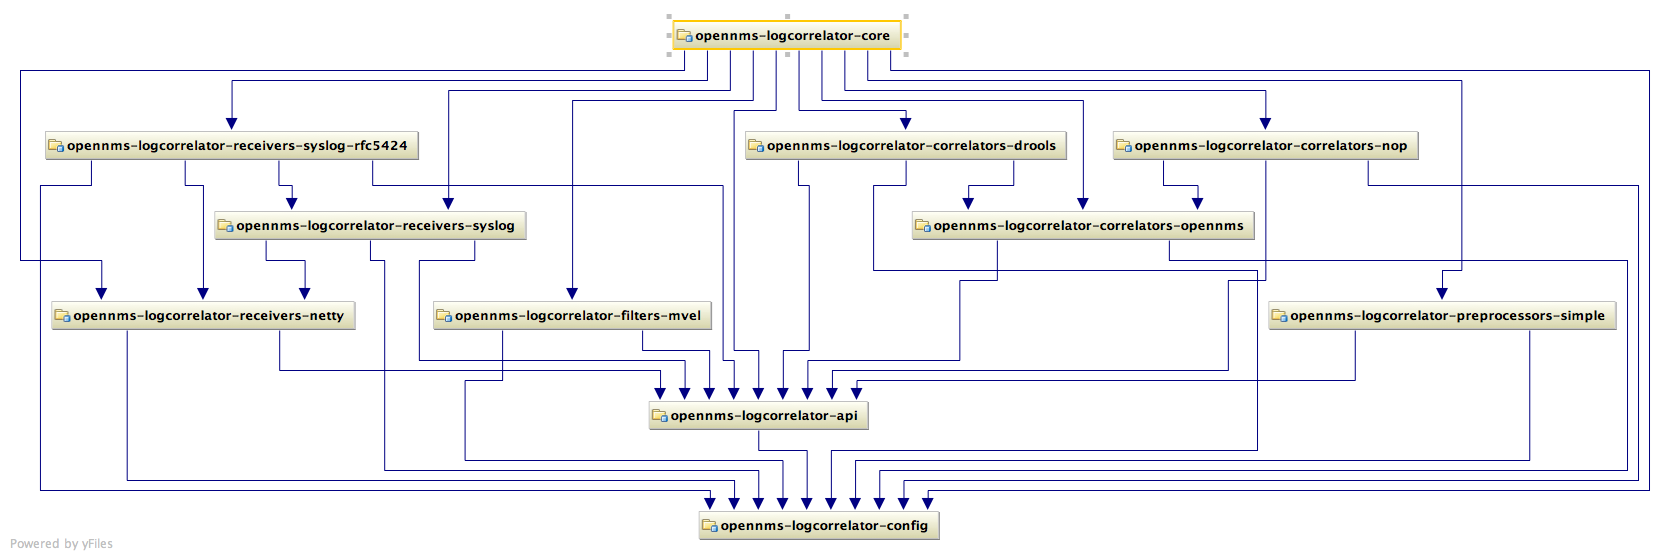 opennms-logcorrelator-core
opennms-logcorrelator-receivers-syslog-rfc5424
opennms-logcorrelator-correlators-drools
opennms-logcorrelator-correlators-nop
opennms-logcorrelator-receivers-syslog
opennms-logcorrelator-correlators-opennms
opennms-logcorrelator-receivers-netty
opennms-logcorrelator-filters-mvel
opennms-logcorrelator-preprocessors-simple
opennms-logcorrelator-api
opennms-logcorrelator-config
Powered by yFiles